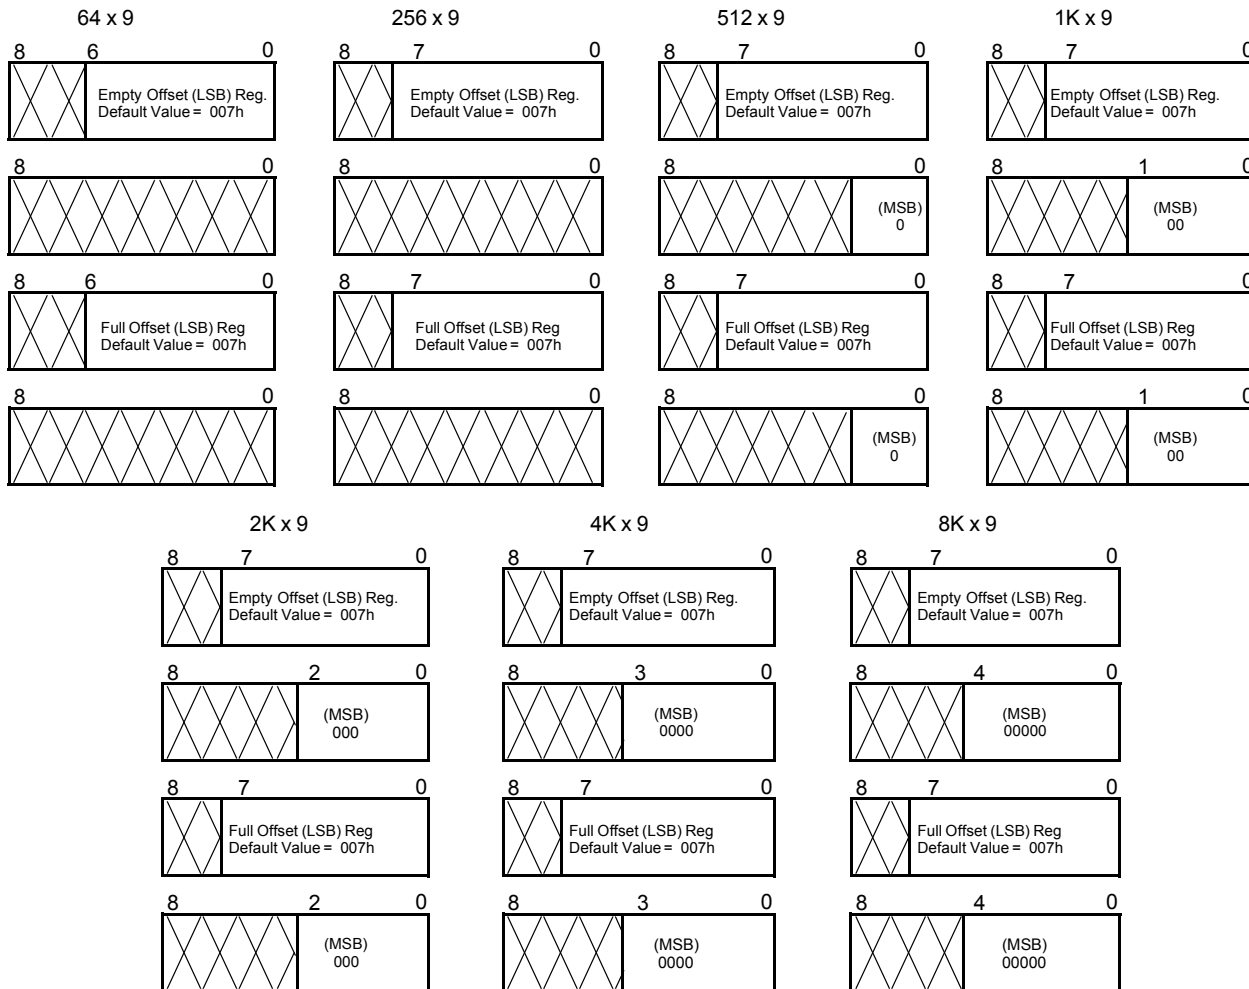 64 x 9 256 x 9 512 x 9 1K x 9
8 6 0 8 7 0 8 7 0 8 7 0
Empty Offset (LSB) Reg. Empty Offset (LSB) Reg. Empty Offset (LSB) Reg. Empty Offset (LSB) Reg.
Default Value = 007h Default Value = 007h Default Value = 007h Default Value = 007h
8 0 8 0 8 0 8 1 0
(MSB) (MSB)
0 00
8 6 0 8 7 0 8 7 0 8 7 0
Full Offset (LSB) Reg Full Offset (LSB) Reg Full Offset (LSB) Reg Full Offset (LSB) Reg
Default Value = 007h Default Value = 007h Default Value = 007h Default Value = 007h
8 0 8 0 8 0 8 1 0
(MSB) (MSB)
0 00
2K x 9 4K x 9 8K x 9
8 7 0 8 7 0 8 7 0
Empty Offset (LSB) Reg. Empty Offset (LSB) Reg. Empty Offset (LSB) Reg.
Default Value = 007h Default Value = 007h Default Value = 007h
8 2 0 8 3 0 8 4 0
(MSB) (MSB) (MSB)
000 0000 00000
8 7 0 8 7 0 8 7 0
Full Offset (LSB) Reg Full Offset (LSB) Reg Full Offset (LSB) Reg
Default Value = 007h Default Value = 007h Default Value = 007h
8 2 0 8 3 0 8 4 0
(MSB) (MSB) (MSB)
000 0000 00000